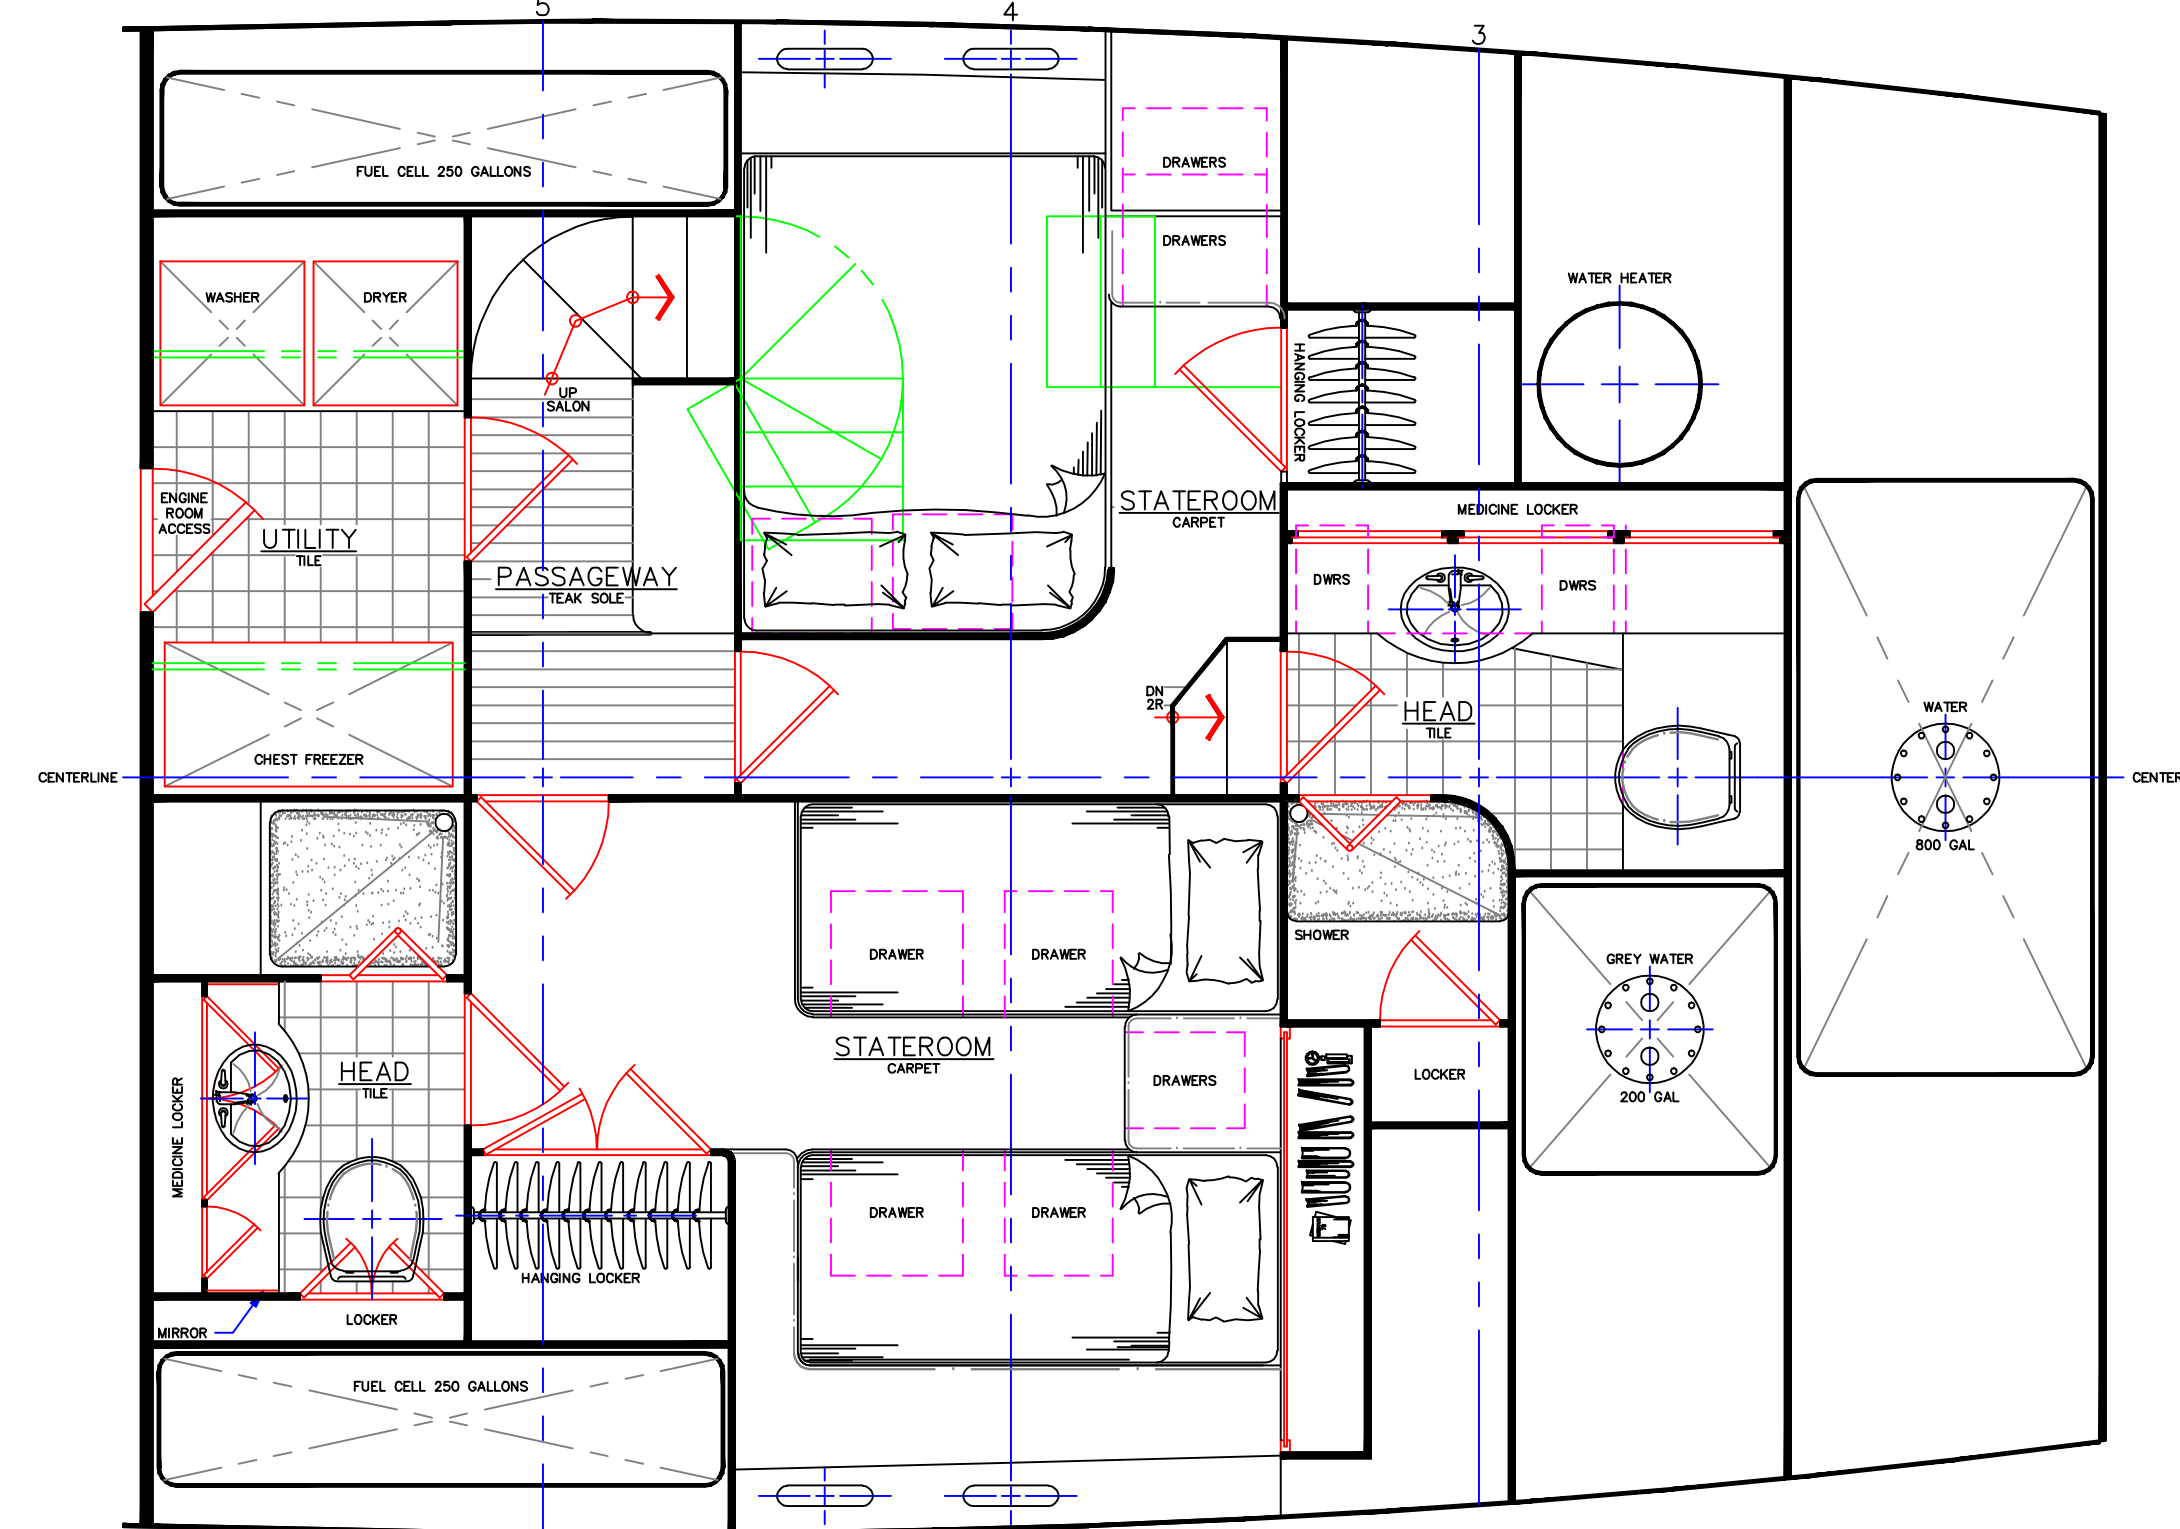 5
4
3
FUEL CELL 250 GALLONS
DRAWERS
DRAWERS
WATER HEATER
WASHER
DRYER
HANGING LOCKER
UP
SALON
ENGINE
ROOM
ACCESS
UTILITY
TILE
STATEROOM
CARPET
MEDICINE LOCKER
PASSAGEWAY
TEAK SOLE
DWRS
DWRS
DN
2R
HEAD
TILE
WATER
800 GAL
CHEST FREEZER
CENTERLINE
CENTER
SHOWER
DRAWER
DRAWER
GREY WATER
200 GAL
STATEROOM
CARPET
HEAD
TILE
DRAWERS
LOCKER
MEDICINE LOCKER
DRAWER
DRAWER
HANGING LOCKER
LOCKER
MIRROR
FUEL CELL 250 GALLONS